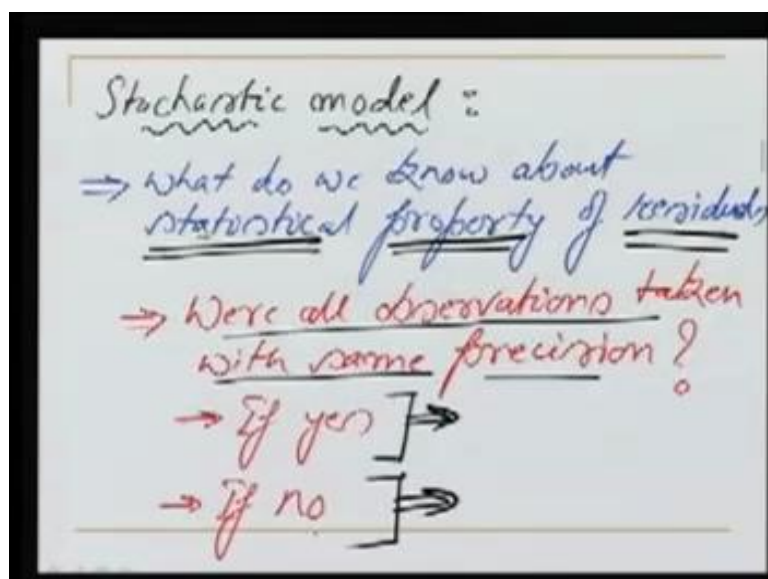 Stochastic model :
⇒ what do we know about
statistical property of residuals
⇒ Were all observations taken
with same precision ?
→ If yes ] ⇒
→ If no ] ⇒